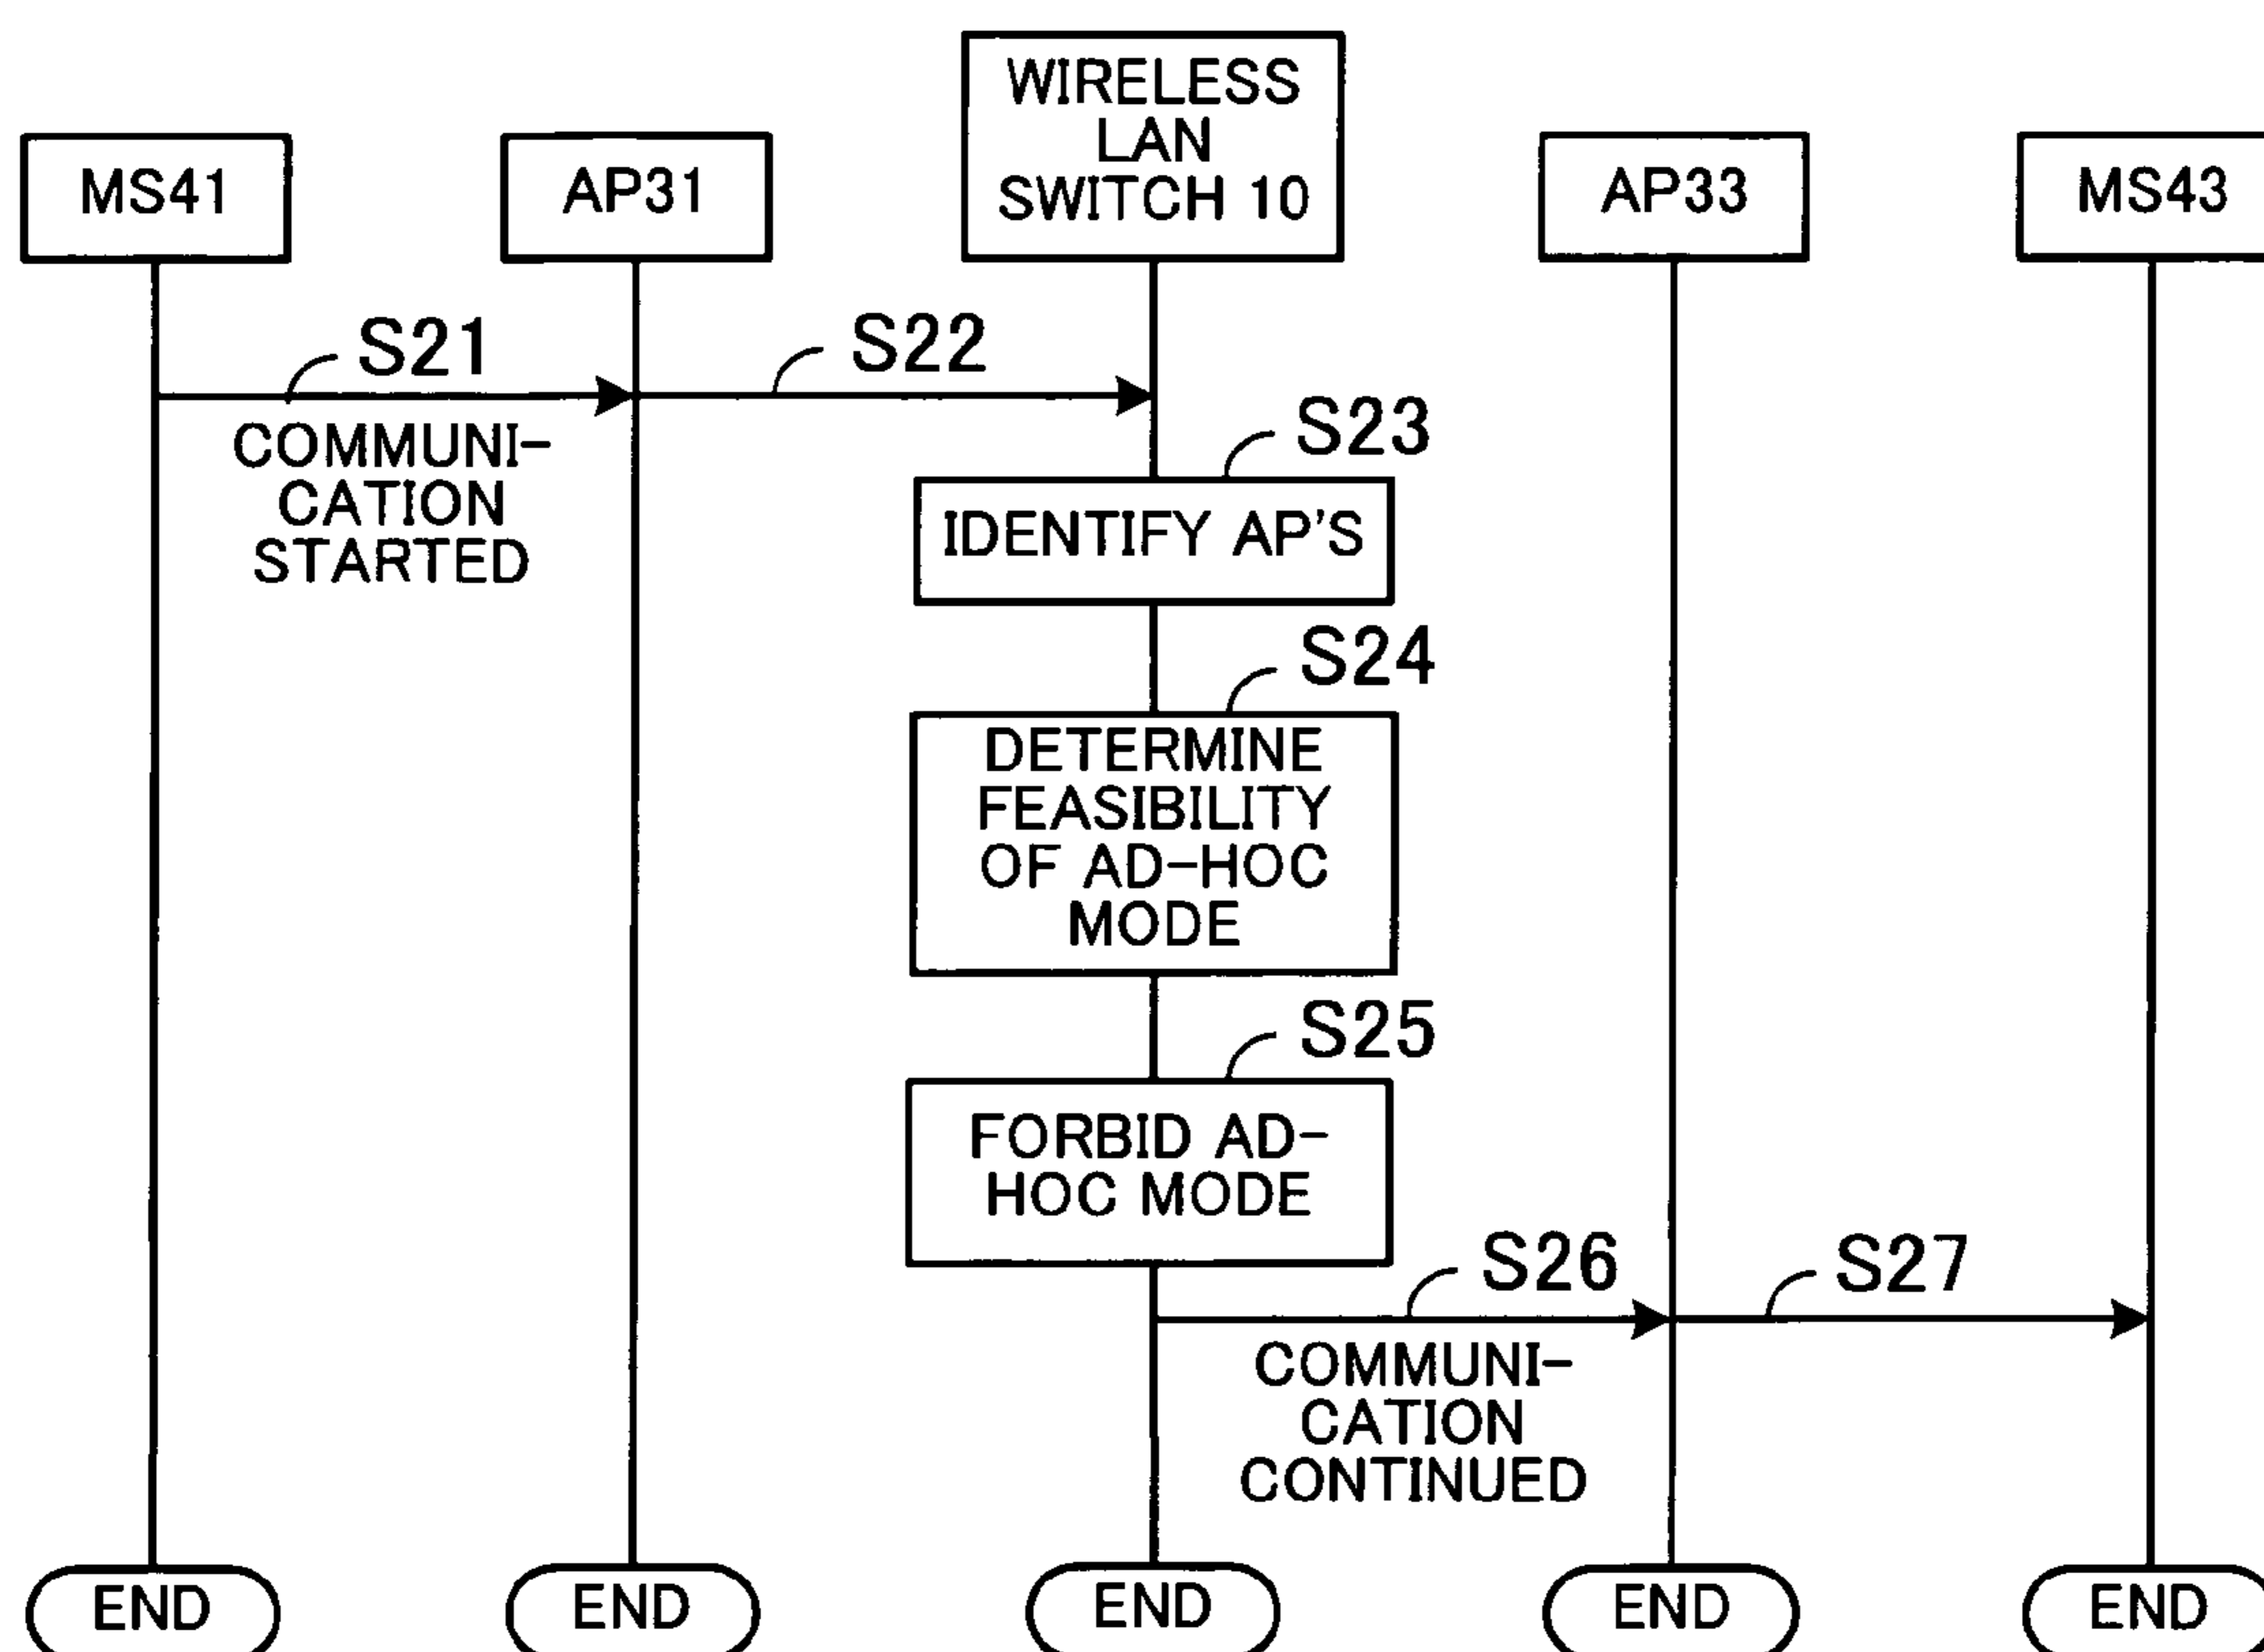 MS41
AP31
WIRELESS
LAN
SWITCH 10
AP33
MS43
S21
S22
COMMUNI-
CATION
STARTED
S23
IDENTIFY AP'S
S24
DETERMINE
FEASIBILITY
OF AD-HOC
MODE
S25
FORBID AD-
HOC MODE
S26
S27
COMMUNI-
CATION
CONTINUED
END
END
END
END
END